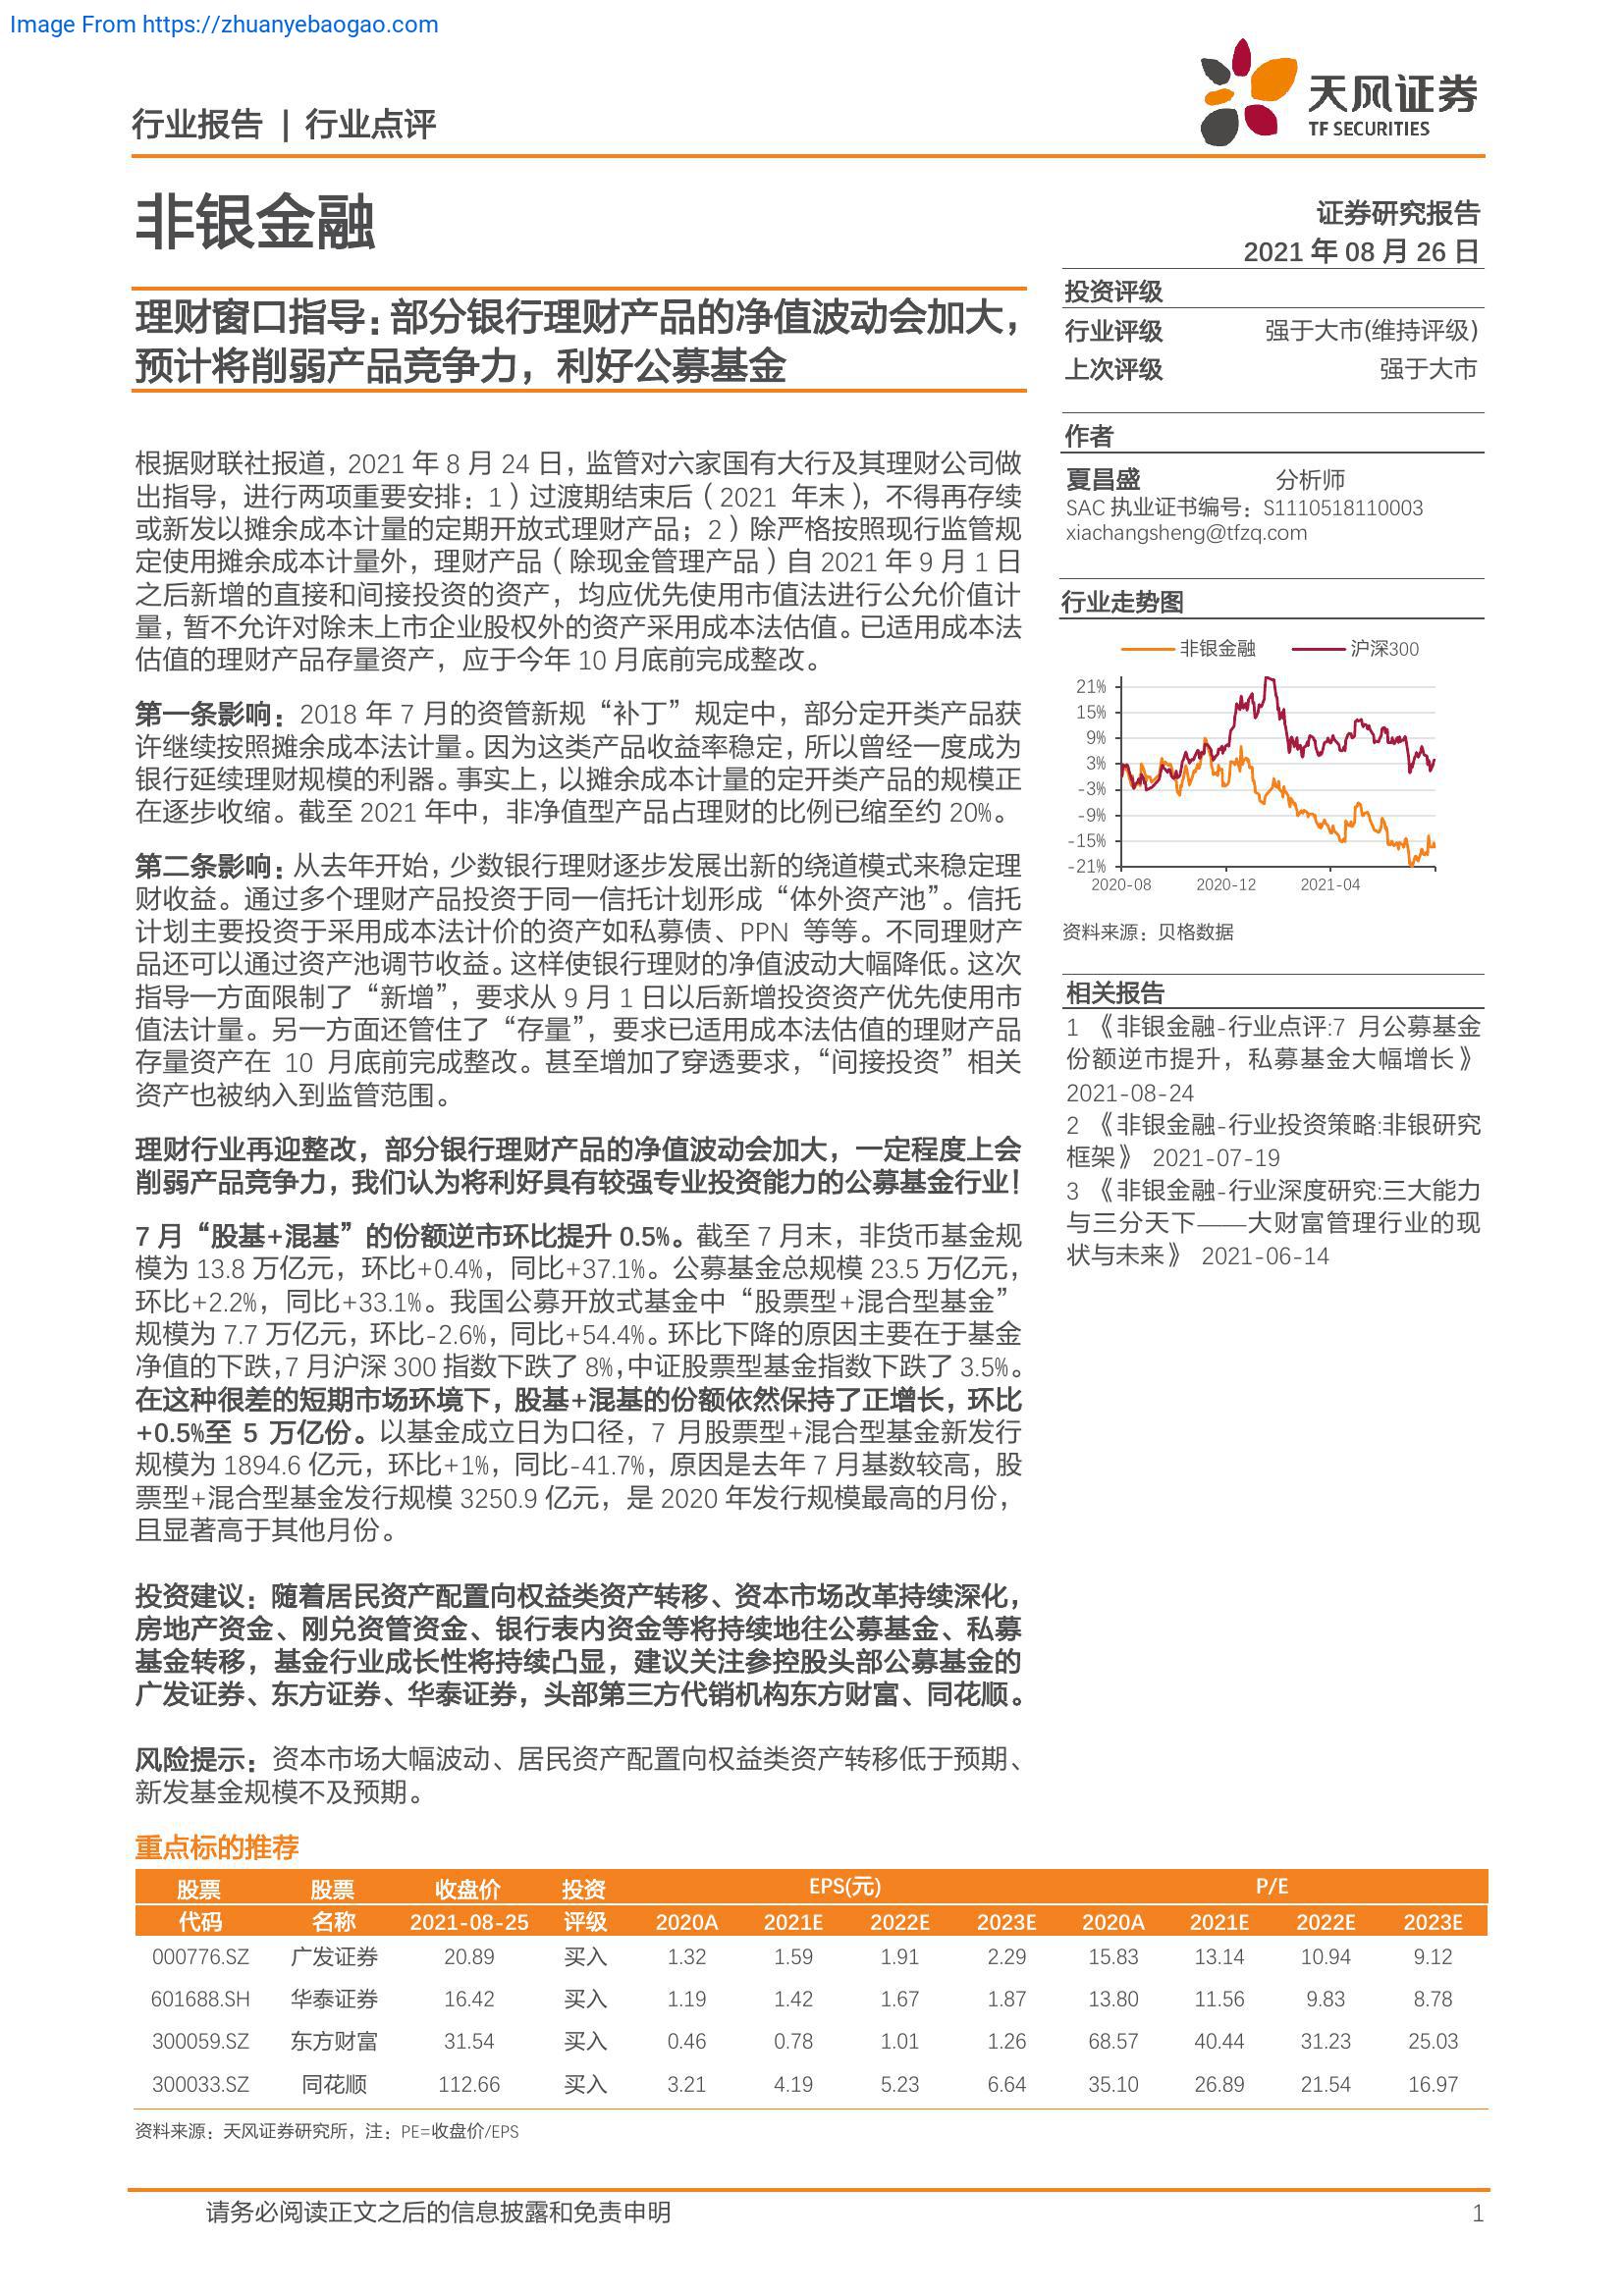 Image From https://zhuanyebaogao.com
行业报告 | 行业点评
天风证券
TF SECURITIES
非银金融
证券研究报告
2021 年 08 月 26 日
理财窗口指导：部分银行理财产品的净值波动会加大，
预计将削弱产品竞争力，利好公募基金
根据财联社报道，2021 年 8 月 24 日，监管对六家国有大行及其理财公司做
出指导，进行两项重要安排：1）过渡期结束后（2021 年末），不得再存续
或新发以摊余成本计量的定期开放式理财产品；2）除严格按照现行监管规
定使用摊余成本计量外，理财产品（除现金管理产品）自 2021 年 9 月 1 日
之后新增的直接和间接投资的资产，均应优先使用市值法进行公允价值计
量，暂不允许对除未上市企业股权外的资产采用成本法估值。已适用成本法
估值的理财产品存量资产，应于今年 10 月底前完成整改。
第一条影响：2018 年 7 月的资管新规“补丁”规定中，部分定开类产品获
许继续按照摊余成本法计量。因为这类产品收益率稳定，所以曾经一度成为
银行延续理财规模的利器。事实上，以摊余成本计量的定开类产品的规模正
在逐步收缩。截至 2021 年中，非净值型产品占理财的比例已缩至约 20%。
第二条影响：从去年开始，少数银行理财逐步发展出新的绕道模式来稳定理
财收益。通过多个理财产品投资于同一信托计划形成“体外资产池”。信托
计划主要投资于采用成本法计价的资产如私募债、PPN 等等。不同理财产
品还可以通过资产池调节收益。这样使银行理财的净值波动大幅降低。这次
指导一方面限制了“新增”，要求从 9 月 1 日以后新增投资资产优先使用市
值法计量。另一方面还管住了“存量”，要求已适用成本法估值的理财产品
存量资产在 10 月底前完成整改。甚至增加了穿透要求，“间接投资”相关
资产也被纳入到监管范围。
理财行业再迎整改，部分银行理财产品的净值波动会加大，一定程度上会
削弱产品竞争力，我们认为将利好具有较强专业投资能力的公募基金行业！
7 月“股基+混基”的份额逆市环比提升 0.5%。截至 7 月末，非货币基金规
模为 13.8 万亿元，环比+0.4%，同比+37.1%。公募基金总规模 23.5 万亿元，
环比+2.2%，同比+33.1%。我国公募开放式基金中“股票型+混合型基金”
规模为 7.7 万亿元，环比-2.6%，同比+54.4%。环比下降的原因主要在于基金
净值的下跌，7 月沪深 300 指数下跌了 8%，中证股票型基金指数下跌了 3.5%。
在这种很差的短期市场环境下，股基+混基的份额依然保持了正增长，环比
+0.5%至 5 万亿份。以基金成立日为口径，7 月股票型+混合型基金新发行
规模为 1894.6 亿元，环比+1%，同比-41.7%，原因是去年 7 月基数较高，股
票型+混合型基金发行规模 3250.9 亿元，是 2020 年发行规模最高的月份，
且显著高于其他月份。
投资建议：随着居民资产配置向权益类资产转移、资本市场改革持续深化，
房地产资金、刚兑资管资金、银行表内资金等将持续地往公募基金、私募
基金转移，基金行业成长性将持续凸显，建议关注参控股头部公募基金的
广发证券、东方证券、华泰证券，头部第三方代销机构东方财富、同花顺。
风险提示：资本市场大幅波动、居民资产配置向权益类资产转移低于预期、
新发基金规模不及预期。
投资评级
行业评级 强于大市(维持评级)
上次评级 强于大市
作者
夏昌盛 分析师
SAC 执业证书编号：S1110518110003
xiachangsheng@tfzq.com
行业走势图
非银金融 沪深300
21%
15%
9%
3%
-3%
-9%
-15%
-21%
2020-08 2020-12 2021-04
资料来源：贝格数据
相关报告
1 《非银金融-行业点评:7 月公募基金
份额逆市提升，私募基金大幅增长》
2021-08-24
2 《非银金融-行业投资策略:非银研究
框架》 2021-07-19
3 《非银金融-行业深度研究:三大能力
与三分天下——大财富管理行业的现
状与未来》 2021-06-14
重点标的推荐
股票 股票 收盘价 投资 EPS(元) P/E
代码 名称 2021-08-25 评级 2020A 2021E 2022E 2023E 2020A 2021E 2022E 2023E
000776.SZ 广发证券 20.89 买入 1.32 1.59 1.91 2.29 15.83 13.14 10.94 9.12
601688.SH 华泰证券 16.42 买入 1.19 1.42 1.67 1.87 13.80 11.56 9.83 8.78
300059.SZ 东方财富 31.54 买入 0.46 0.78 1.01 1.26 68.57 40.44 31.23 25.03
300033.SZ 同花顺 112.66 买入 3.21 4.19 5.23 6.64 35.10 26.89 21.54 16.97
资料来源：天风证券研究所，注：PE=收盘价/EPS
请务必阅读正文之后的信息披露和免责申明 1